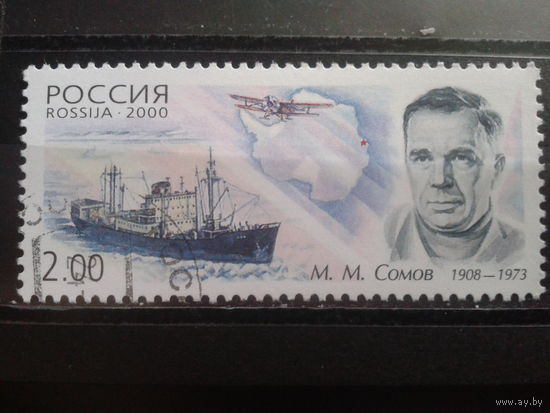 РОССИЯ
ROSSIJA · 2000
2.00
М. М. Сомов 1908–1973
www.ay.by